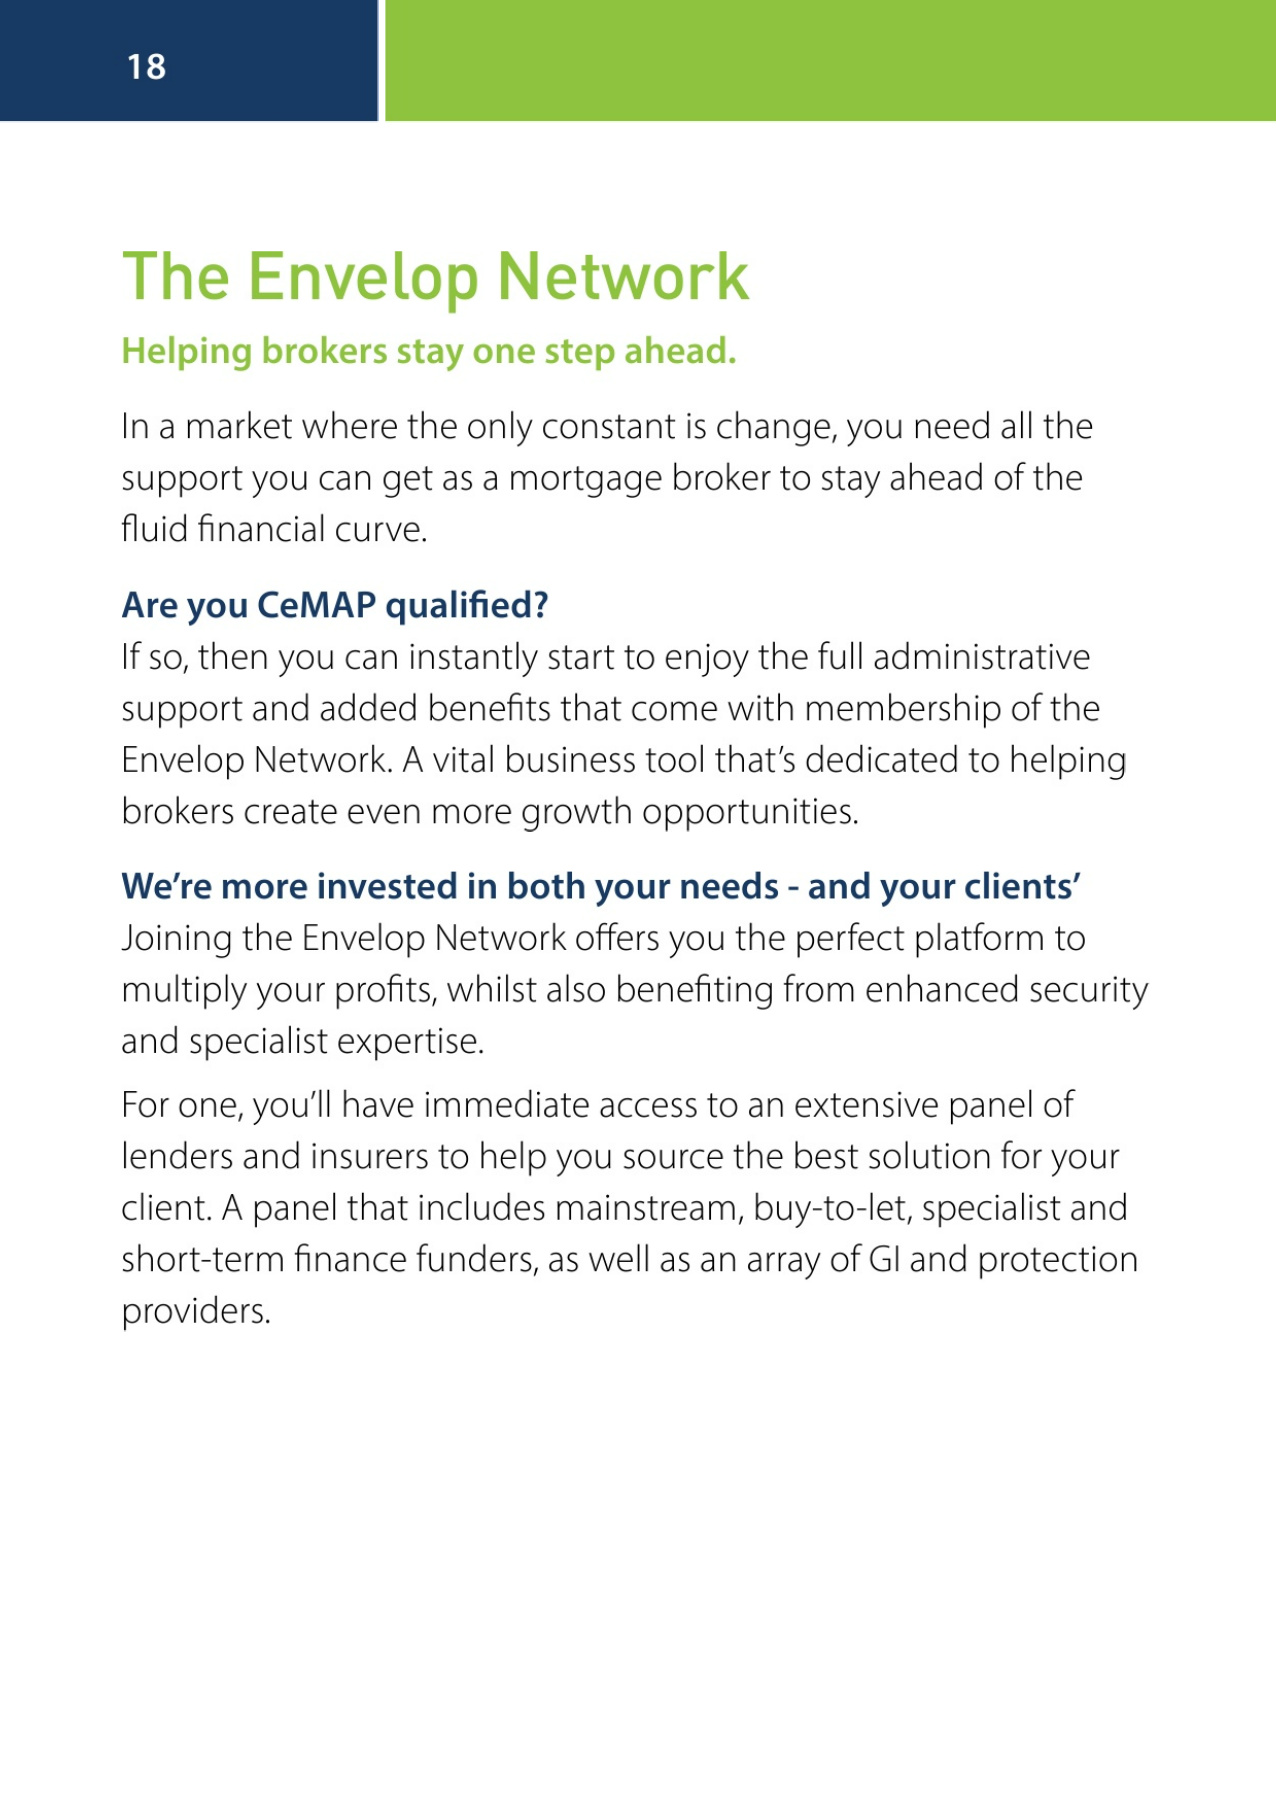 18
The Envelop Network
Helping brokers stay one step ahead.
In a market where the only constant is change, you need all the
support you can get as a mortgage broker to stay ahead of the
fluid financial curve.
Are you CeMAP qualified?
If so, then you can instantly start to enjoy the full administrative
support and added benefits that come with membership of the
Envelop Network. A vital business tool that’s dedicated to helping
brokers create even more growth opportunities.
We’re more invested in both your needs - and your clients’
Joining the Envelop Network offers you the perfect platform to
multiply your profits, whilst also benefiting from enhanced security
and specialist expertise.
For one, you’ll have immediate access to an extensive panel of
lenders and insurers to help you source the best solution for your
client. A panel that includes mainstream, buy-to-let, specialist and
short-term finance funders, as well as an array of GI and protection
providers.